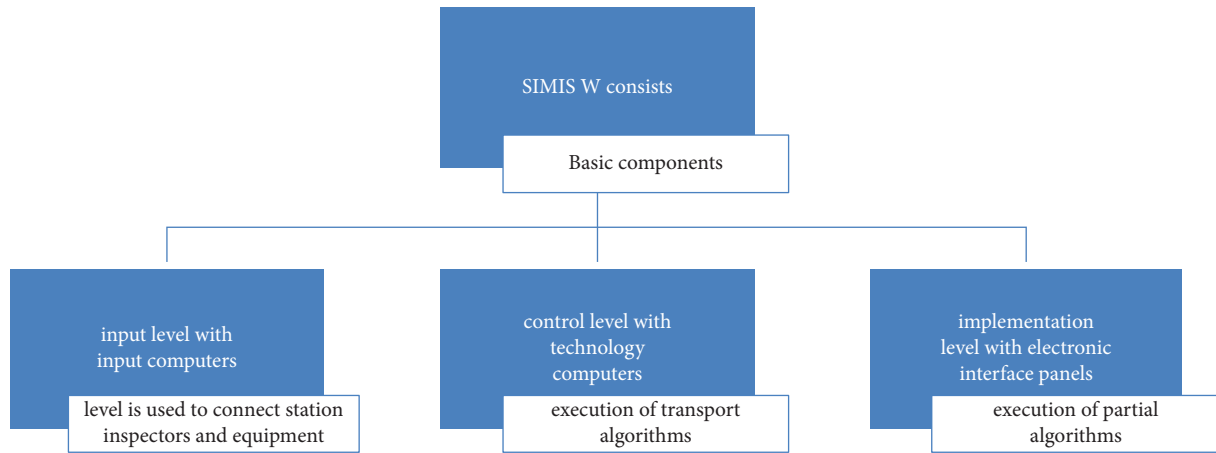 SIMIS W consists
Basic components
input level with
input computers
level is used to connect station
inspectors and equipment
control level with
technology
computers
execution of transport
algorithms
implementation
level with electronic
interface panels
execution of partial
algorithms